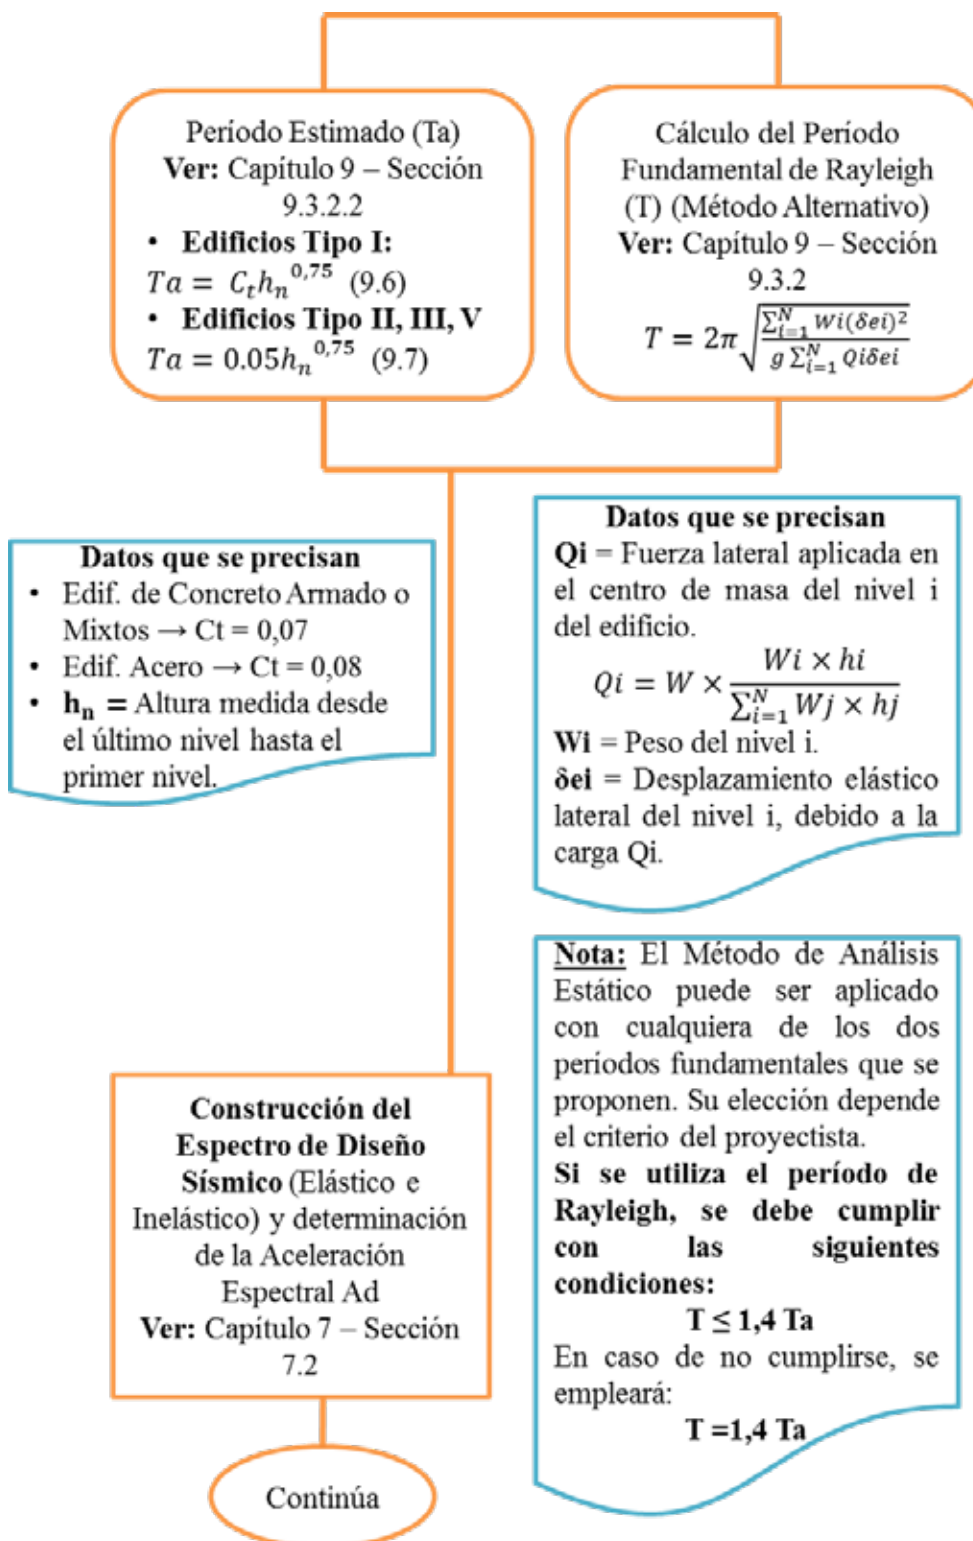 Período Estimado (Ta)
Ver: Capítulo 9 – Sección
9.3.2.2
• Edificios Tipo I:
Ta = C_t h_n^{0,75} (9.6)
• Edificios Tipo II, III, V
Ta = 0.05h_n^{0,75} (9.7)
Cálculo del Período
Fundamental de Rayleigh
(T) (Método Alternativo)
Ver: Capítulo 9 – Sección
9.3.2
T = 2π√(∑_{i=1}^{N} Wi(δei)² / g ∑_{i=1}^{N} Qiδei)
Datos que se precisan
• Edif. de Concreto Armado o
Mixtos → Ct = 0,07
• Edif. Acero → Ct = 0,08
• h_n = Altura medida desde
el último nivel hasta el
primer nivel.
Datos que se precisan
Qi = Fuerza lateral aplicada en
el centro de masa del nivel i
del edificio.
Qi = W × (Wi × hi) / (∑_{i=1}^{N} Wj × hj)
Wi = Peso del nivel i.
δei = Desplazamiento elástico
lateral del nivel i, debido a la
carga Qi.
Nota: El Método de Análisis
Estático puede ser aplicado
con cualquiera de los dos
períodos fundamentales que se
proponen. Su elección depende
el criterio del proyectista.
Si se utiliza el período de
Rayleigh, se debe cumplir
con las siguientes
condiciones:
T ≤ 1,4 Ta
En caso de no cumplirse, se
empleará:
T =1,4 Ta
Construcción del
Espectro de Diseño
Sísmico (Elástico e
Inelástico) y determinación
de la Aceleración
Espectral Ad
Ver: Capítulo 7 – Sección
7.2
Continúa